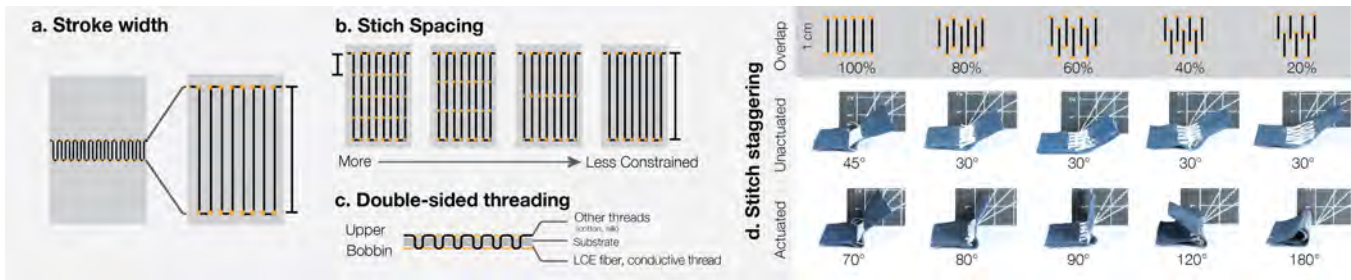 a. Stroke width
b. Stich Spacing
More
Less Constrained
c. Double-sided threading
Upper
Bobbin
Other threads
(cotton, silk)
Substrate
LCE fiber, conductive thread
d. Stitch staggering
Overlap
1 cm
100%
80%
60%
40%
20%
Unactuated
45°
30°
30°
30°
30°
Actuated
70°
80°
90°
120°
180°